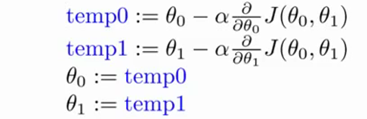 temp0 := θ₀ − α ∂/∂θ₀ J(θ₀, θ₁)
temp1 := θ₁ − α ∂/∂θ₁ J(θ₀, θ₁)
θ₀ := temp0
θ₁ := temp1